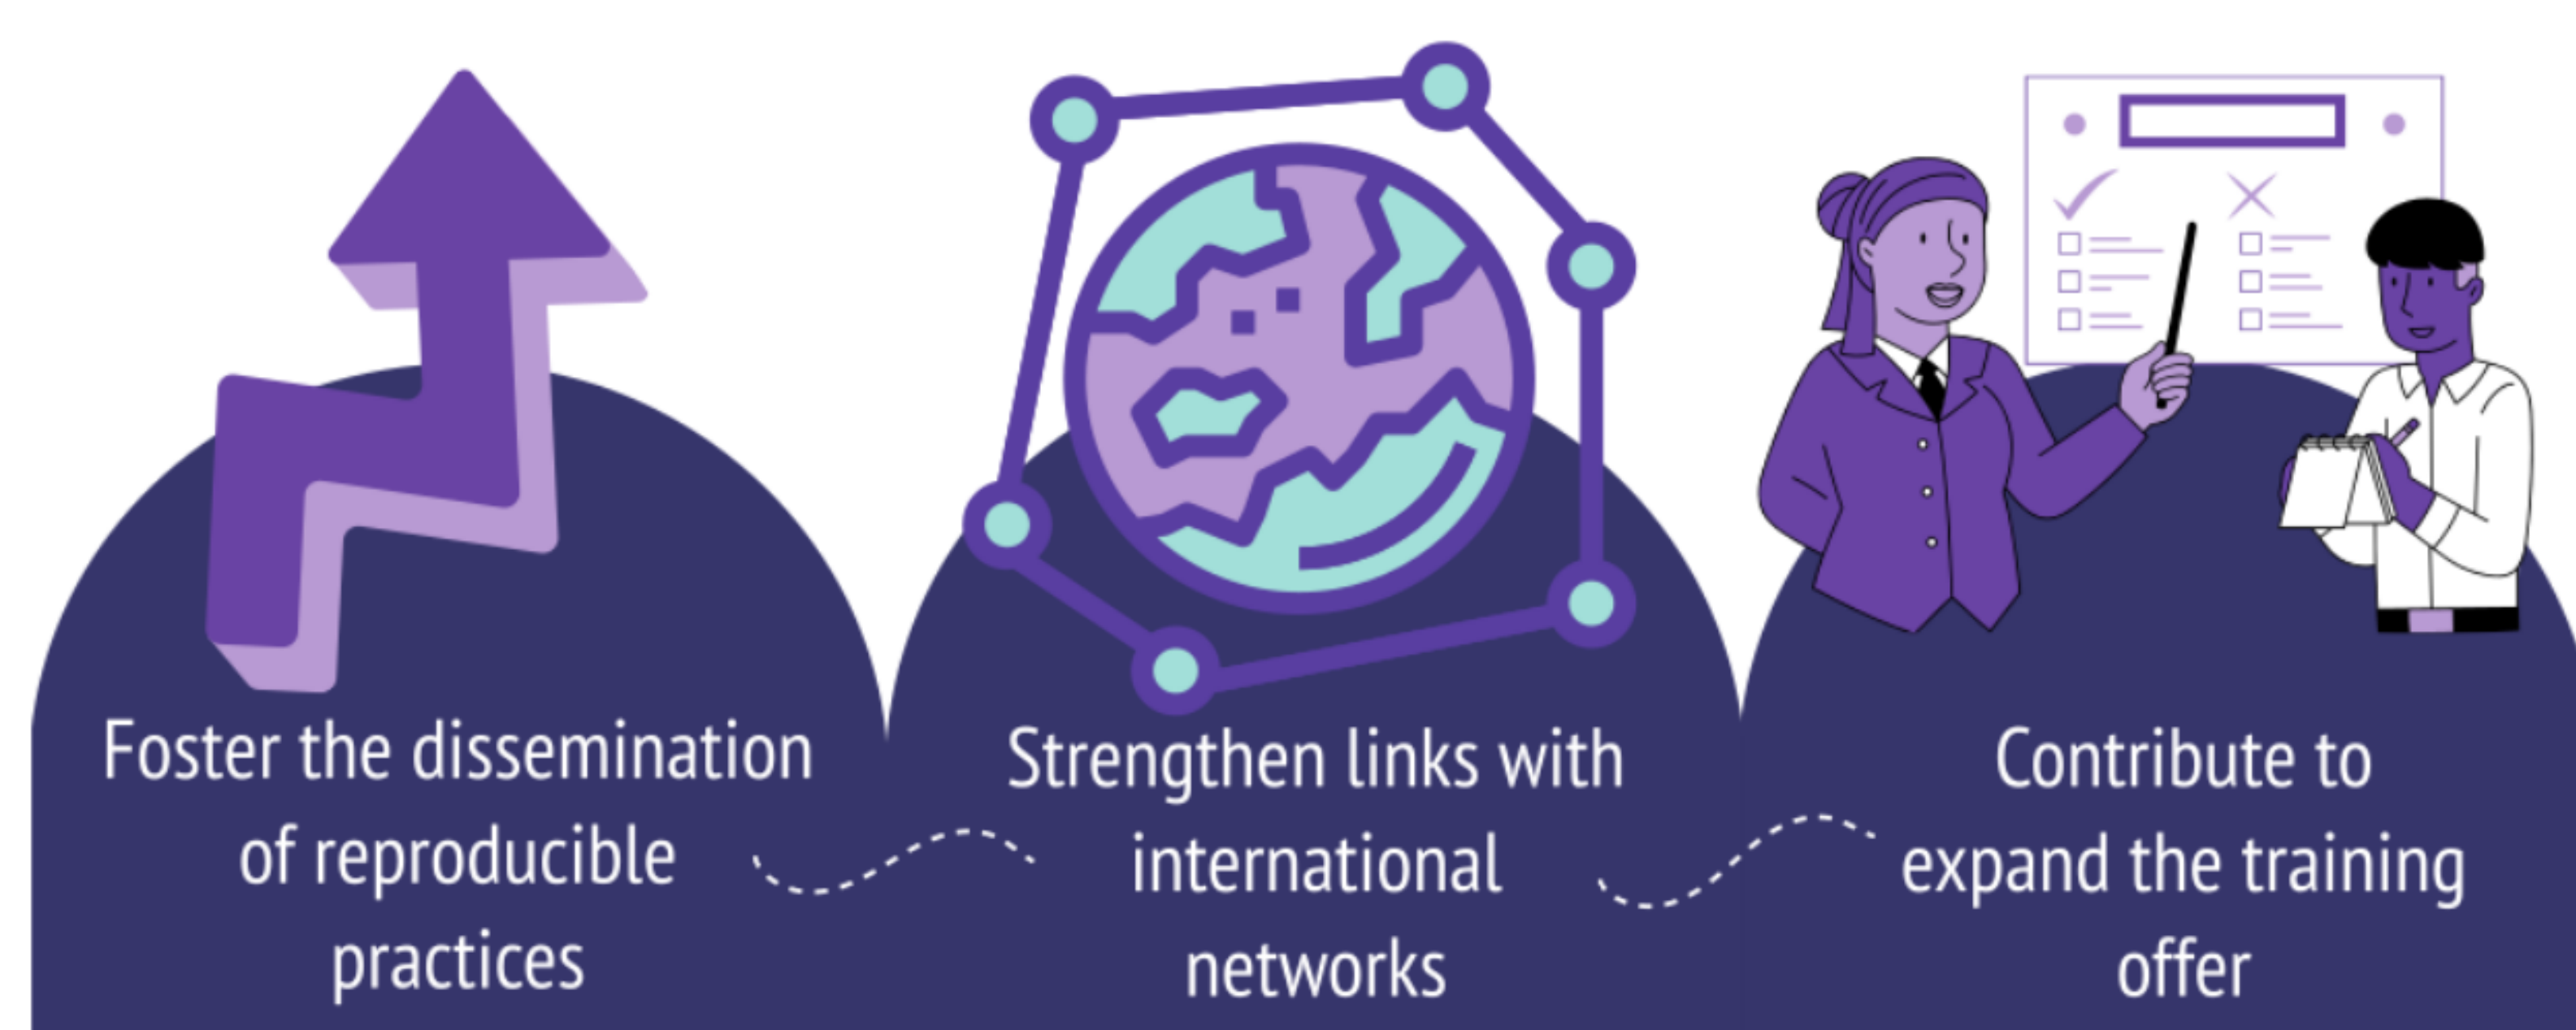 Foster the dissemination
of reproducible
practices
Strengthen links with
international
networks
Contribute to
expand the training
offer